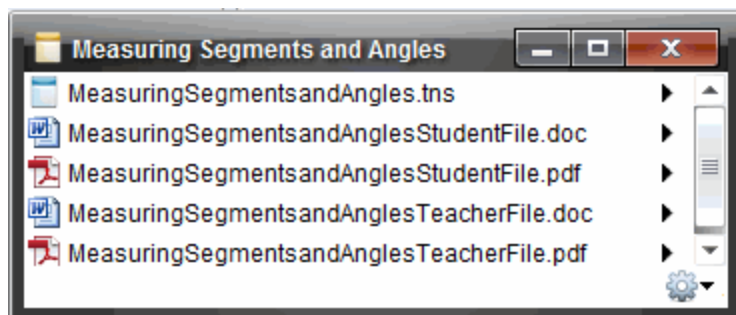 Measuring Segments and Angles
MeasuringSegmentsandAngles.tns
MeasuringSegmentsandAnglesStudentFile.doc
MeasuringSegmentsandAnglesStudentFile.pdf
MeasuringSegmentsandAnglesTeacherFile.doc
MeasuringSegmentsandAnglesTeacherFile.pdf